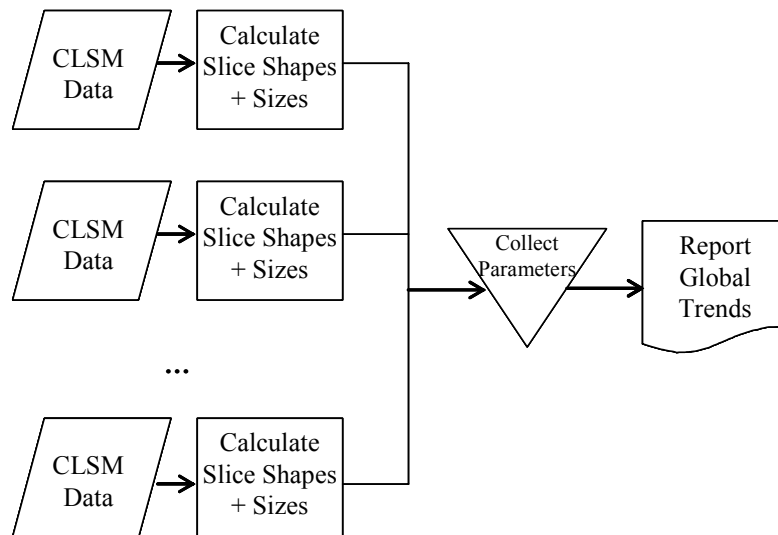 CLSM
Data
Calculate
Slice Shapes
+ Sizes
CLSM
Data
Calculate
Slice Shapes
+ Sizes
...
CLSM
Data
Calculate
Slice Shapes
+ Sizes
Collect
Parameters
Report
Global
Trends